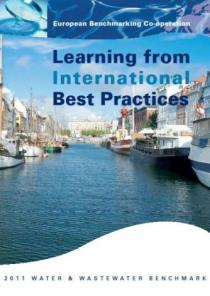 European Benchmarking Co-operation
Learning from
International
Best Practices
2011 WATER & WASTEWATER BENCHMARK